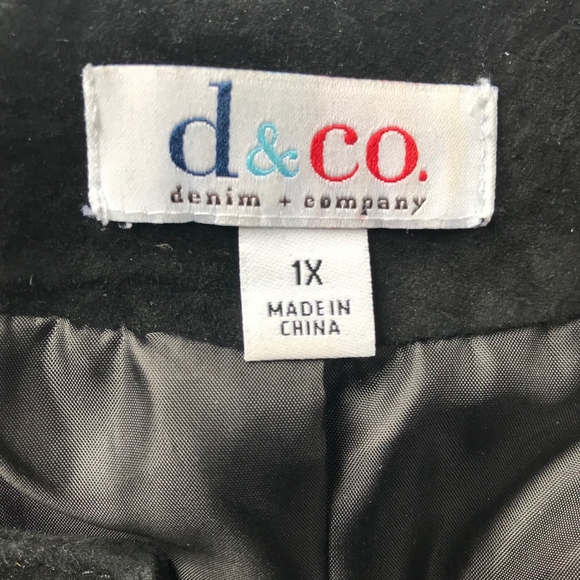 d&co.
denim + company
1X
MADE IN
CHINA